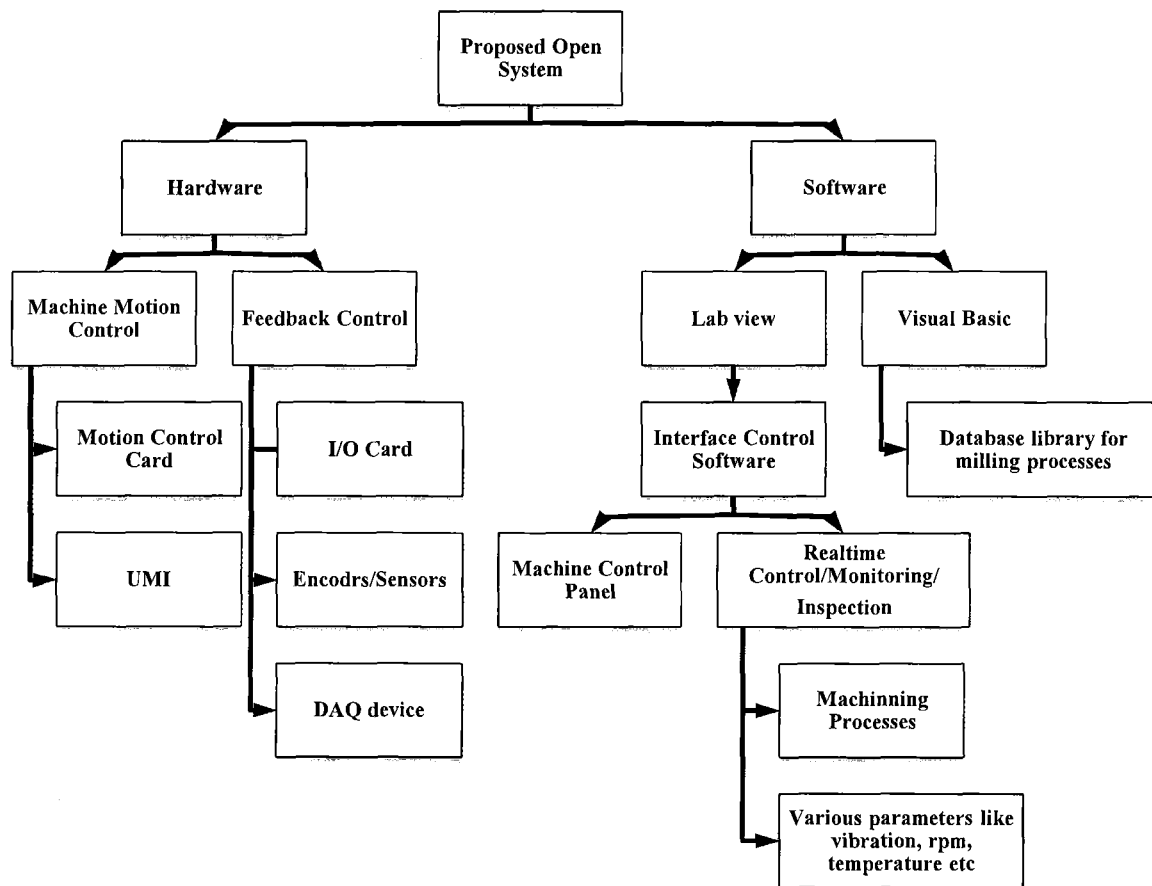 Proposed Open
System
Hardware
Software
Machine Motion
Control
Feedback Control
Lab view
Visual Basic
Motion Control
Card
I/O Card
Interface Control
Software
Database library for
milling processes
UMI
Encodrs/Sensors
Machine Control
Panel
Realtime
Control/Monitoring/
Inspection
DAQ device
Machinning
Processes
Various parameters like
vibration, rpm,
temperature etc